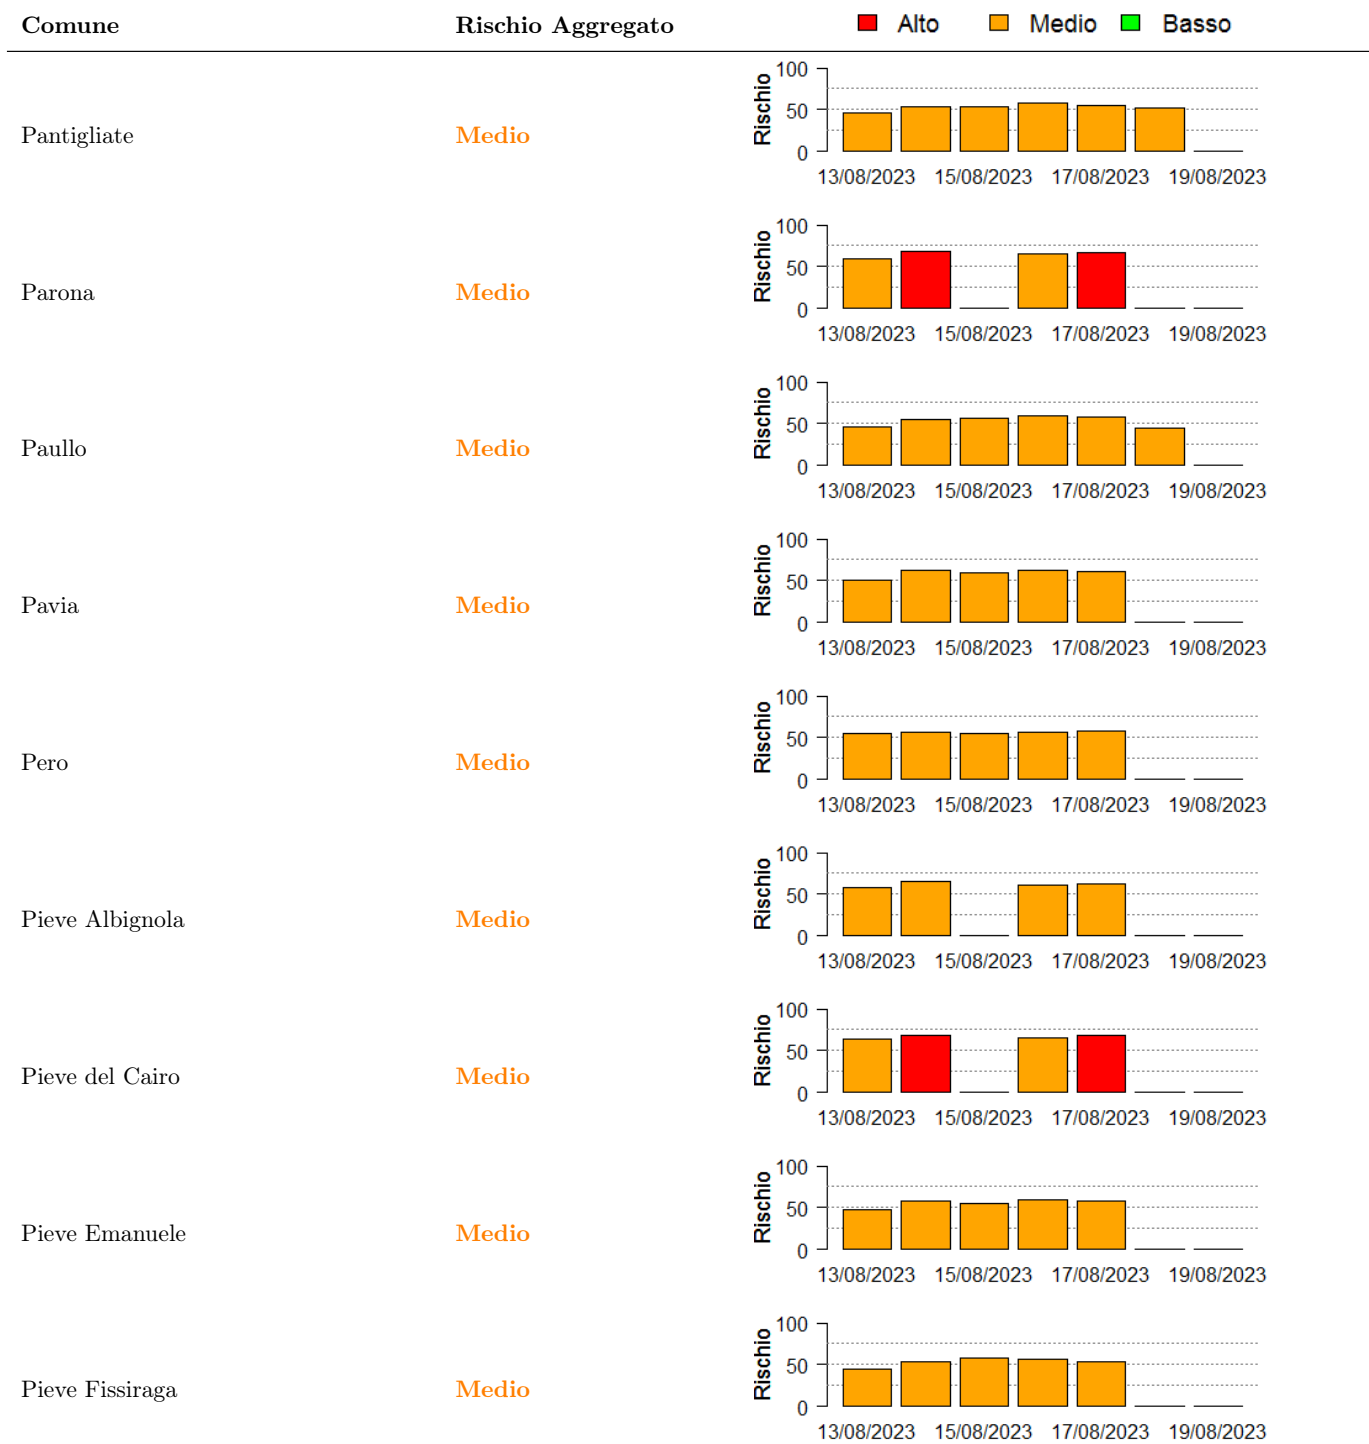 Comune Rischio Aggregato Alto Medio Basso
Pantigliate Medio Rischio 100 50 0
13/08/2023 15/08/2023 17/08/2023 19/08/2023
Parona Medio Rischio 100 50 0
13/08/2023 15/08/2023 17/08/2023 19/08/2023
Paullo Medio Rischio 100 50 0
13/08/2023 15/08/2023 17/08/2023 19/08/2023
Pavia Medio Rischio 100 50 0
13/08/2023 15/08/2023 17/08/2023 19/08/2023
Pero Medio Rischio 100 50 0
13/08/2023 15/08/2023 17/08/2023 19/08/2023
Pieve Albignola Medio Rischio 100 50 0
13/08/2023 15/08/2023 17/08/2023 19/08/2023
Pieve del Cairo Medio Rischio 100 50 0
13/08/2023 15/08/2023 17/08/2023 19/08/2023
Pieve Emanuele Medio Rischio 100 50 0
13/08/2023 15/08/2023 17/08/2023 19/08/2023
Pieve Fissiraga Medio Rischio 100 50 0
13/08/2023 15/08/2023 17/08/2023 19/08/2023